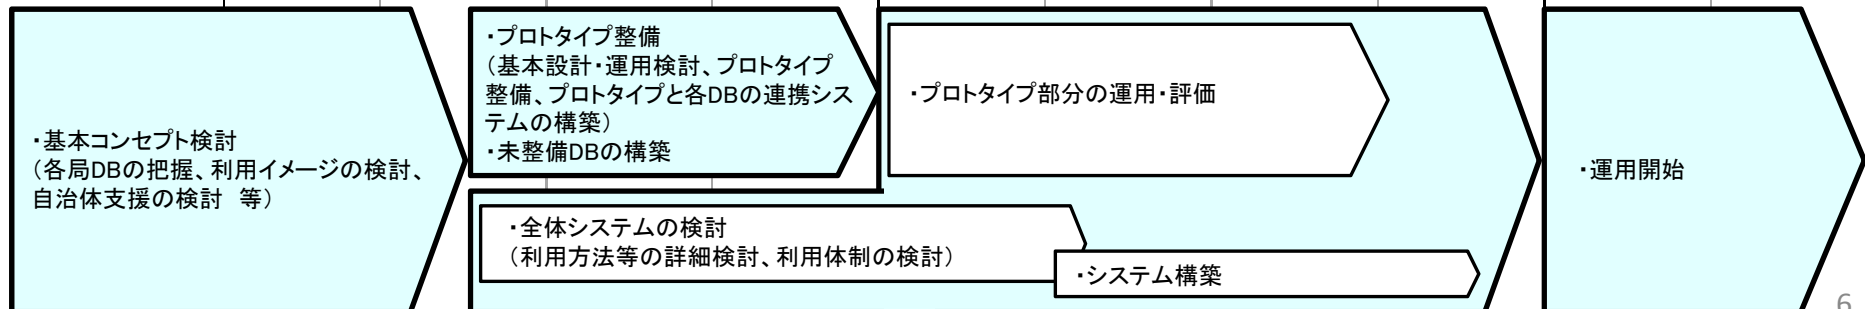 ・基本コンセプト検討
（各局DBの把握、利用イメージの検討、
自治体支援の検討　等）
・プロトタイプ整備
（基本設計・運用検討、プロトタイプ
整備、プロトタイプと各DBの連携シス
テムの構築）
・未整備DBの構築
・プロトタイプ部分の運用・評価
・全体システムの検討
（利用方法等の詳細検討、利用体制の検討）
・システム構築
・運用開始
6